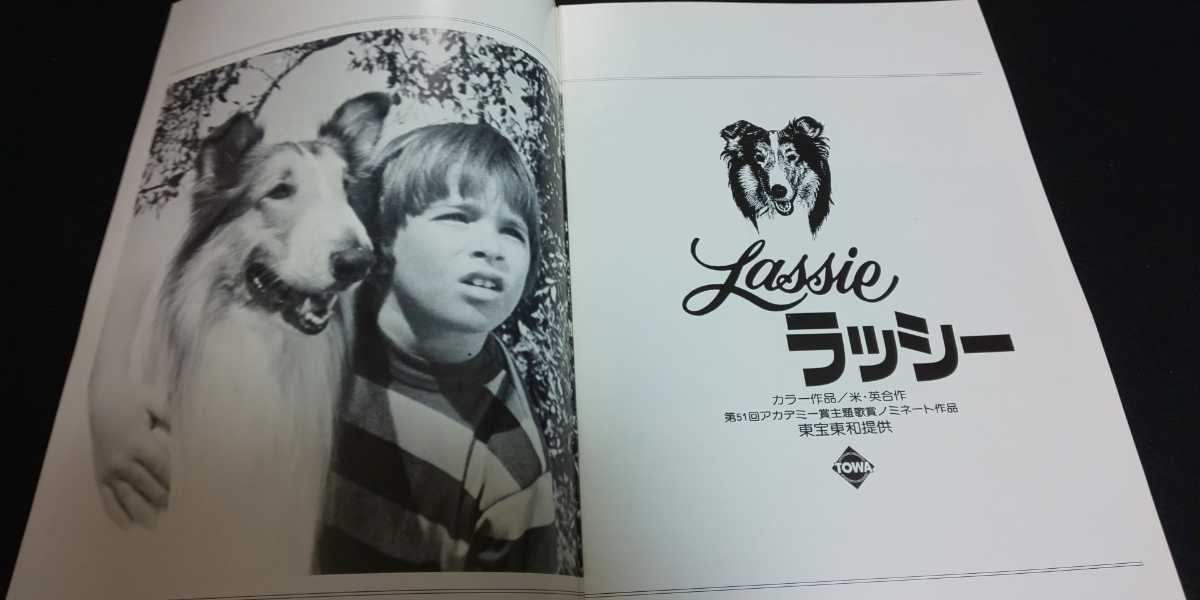 Lassie
ラッシー
カラー作品／米・英合作
第51回アカデミー賞主題歌賞ノミネート作品
東宝東和提供
TOWA